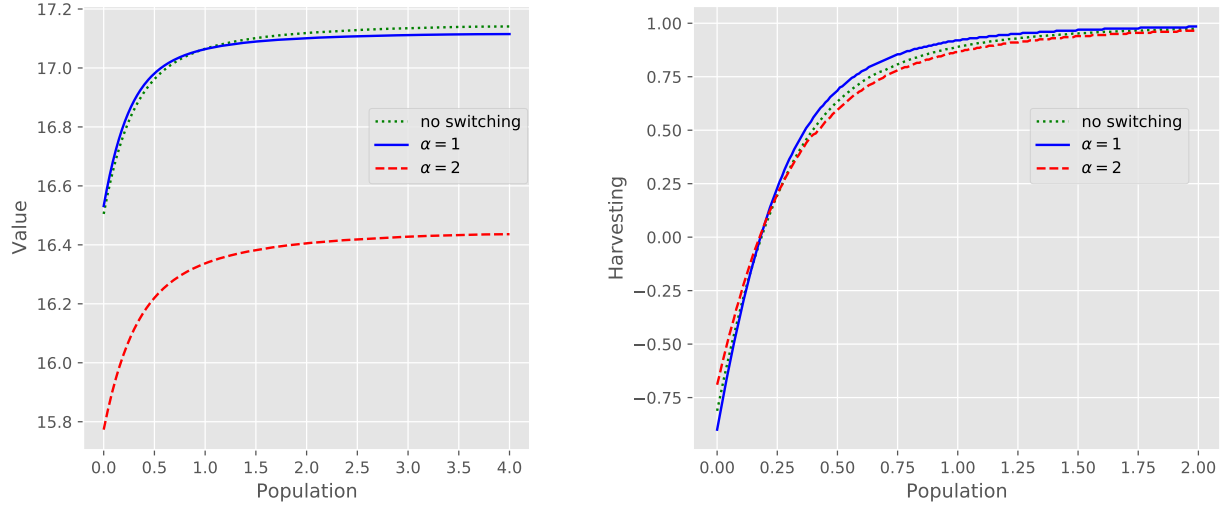 17.2
17.0
16.8
16.6
16.4
16.2
16.0
15.8
Value
0.0 0.5 1.0 1.5 2.0 2.5 3.0 3.5 4.0
Population
no switching
α = 1
α = 2
1.00
0.75
0.50
0.25
0.00
−0.25
−0.50
−0.75
Harvesting
0.00 0.25 0.50 0.75 1.00 1.25 1.50 1.75 2.00
Population
no switching
α = 1
α = 2